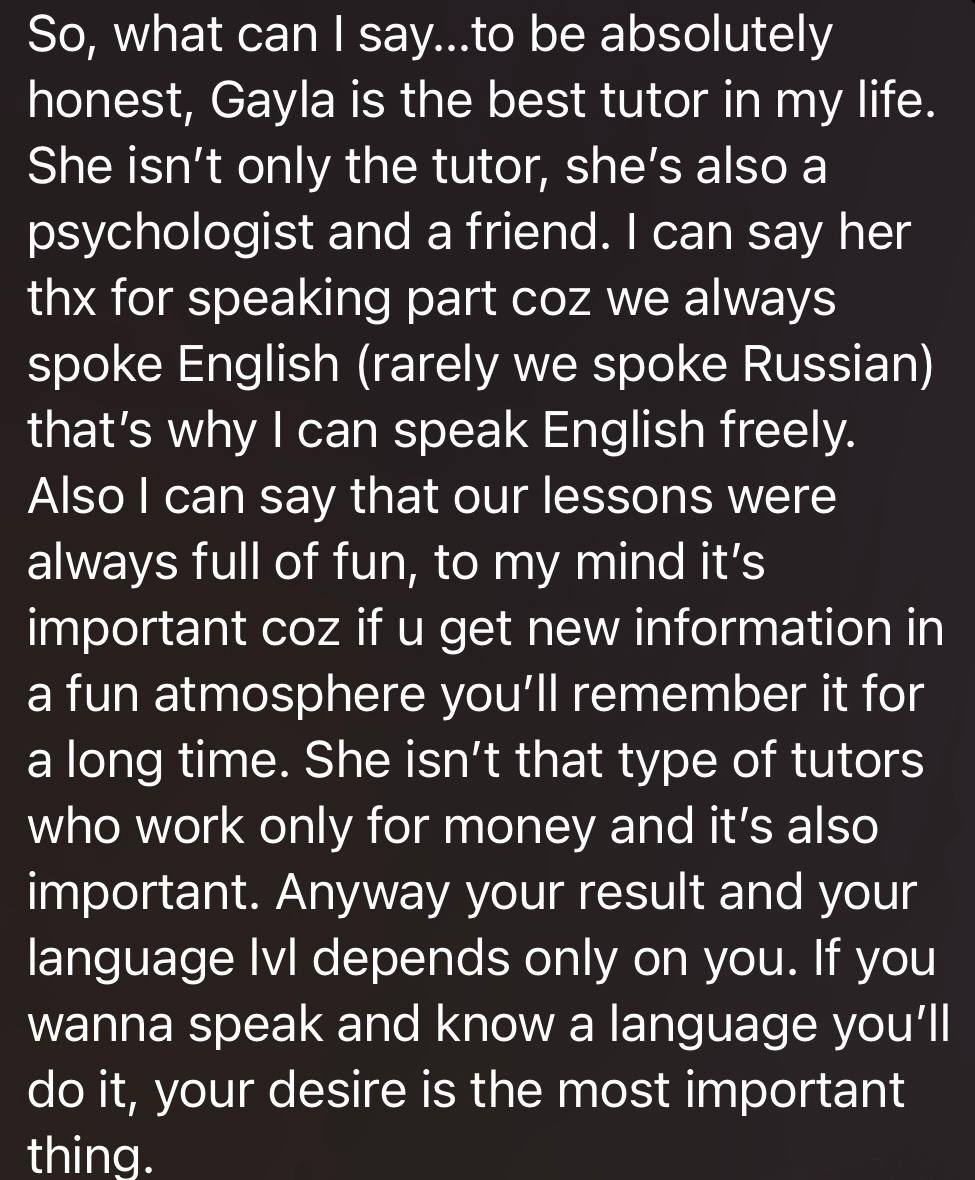 So, what can I say...to be absolutely
honest, Gayla is the best tutor in my life.
She isn’t only the tutor, she’s also a
psychologist and a friend. I can say her
thx for speaking part coz we always
spoke English (rarely we spoke Russian)
that’s why I can speak English freely.
Also I can say that our lessons were
always full of fun, to my mind it’s
important coz if u get new information in
a fun atmosphere you’ll remember it for
a long time. She isn’t that type of tutors
who work only for money and it’s also
important. Anyway your result and your
language lvl depends only on you. If you
wanna speak and know a language you’ll
do it, your desire is the most important
thing.